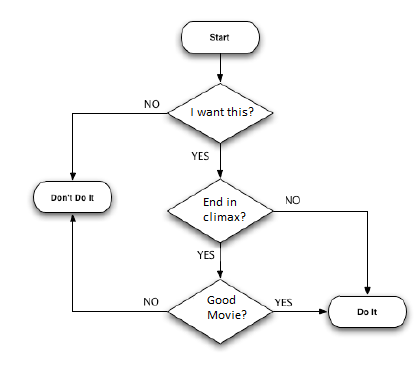 Start
NO
I want this?
YES
Don't Do It
End in
climax?
NO
YES
NO
Good
Movie?
YES
Do It